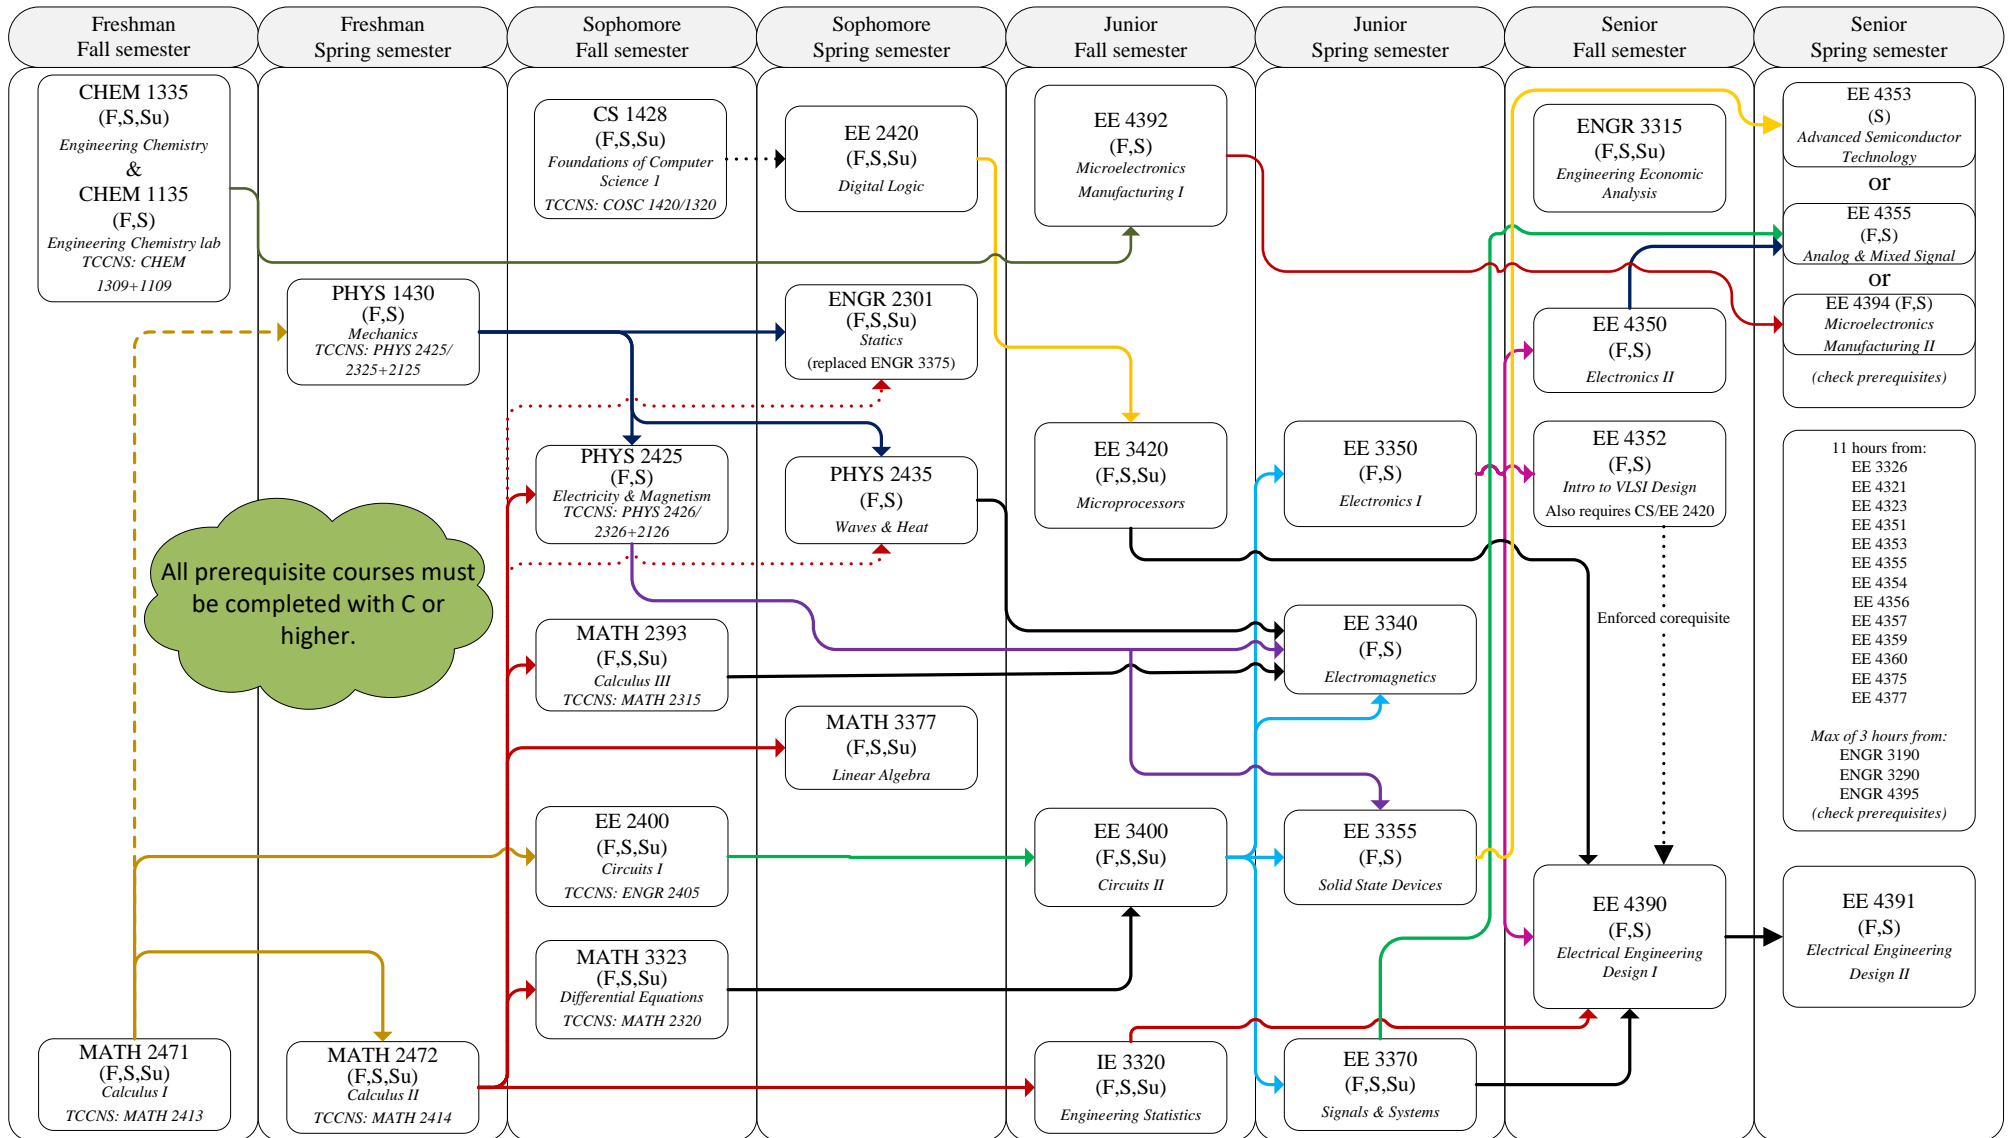 Freshman
Fall semester
Freshman
Spring semester
Sophomore
Fall semester
Sophomore
Spring semester
Junior
Fall semester
Junior
Spring semester
Senior
Fall semester
Senior
Spring semester
CHEM 1335
(F,S,Su)
Engineering Chemistry
&
CHEM 1135
(F,S)
Engineering Chemistry lab
TCCNS: CHEM
1309+1109
MATH 2471
(F,S,Su)
Calculus I
TCCNS: MATH 2413
PHYS 1430
(F,S)
Mechanics
TCCNS: PHYS 2425/
2325+2125
All prerequisite courses must
be completed with C or
higher.
MATH 2472
(F,S,Su)
Calculus II
TCCNS: MATH 2414
CS 1428
(F,S,Su)
Foundations of Computer
Science 1
TCCNS: COSC 1420/1320
PHYS 2425
(F,S)
Electricity & Magnetism
TCCNS: PHYS 2426/
2326+2126
MATH 2393
(F,S,Su)
Calculus III
TCCNS: MATH 2315
EE 2400
(F,S,Su)
Circuits I
TCCNS: ENGR 2405
MATH 3323
(F,S,Su)
Differential Equations
TCCNS: MATH 2320
EE 2420
(F,S,Su)
Digital Logic
ENGR 2301
(F,S,Su)
Statics
(replaced ENGR 3375)
PHYS 2435
(F,S)
Waves & Heat
MATH 3377
(F,S,Su)
Linear Algebra
EE 4392
(F,S)
Microelectronics
Manufacturing I
EE 3420
(F,S,Su)
Microprocessors
EE 3400
(F,S,Su)
Circuits II
IE 3320
(F,S,Su)
Engineering Statistics
EE 3350
(F,S)
Electronics I
EE 3340
(F,S)
Electromagnetics
EE 3355
(F,S)
Solid State Devices
EE 3370
(F,S,Su)
Signals & Systems
ENGR 3315
(F,S,Su)
Engineering Economic
Analysis
EE 4350
(F,S)
Electronics II
EE 4352
(F,S)
Intro to VLSI Design
Also requires CS/EE 2420
Enforced corequisite
EE 4390
(F,S)
Electrical Engineering
Design I
EE 4353
(S)
Advanced Semiconductor
Technology
or
EE 4355
(F,S)
Analog & Mixed Signal
or
EE 4394 (F,S)
Microelectronics
Manufacturing II
(check prerequisites)
11 hours from:
EE 3326
EE 4321
EE 4323
EE 4351
EE 4353
EE 4355
EE 4354
EE 4356
EE 4357
EE 4359
EE 4360
EE 4375
EE 4377
Max of 3 hours from:
ENGR 3190
ENGR 3290
ENGR 4395
(check prerequisites)
EE 4391
(F,S)
Electrical Engineering
Design II